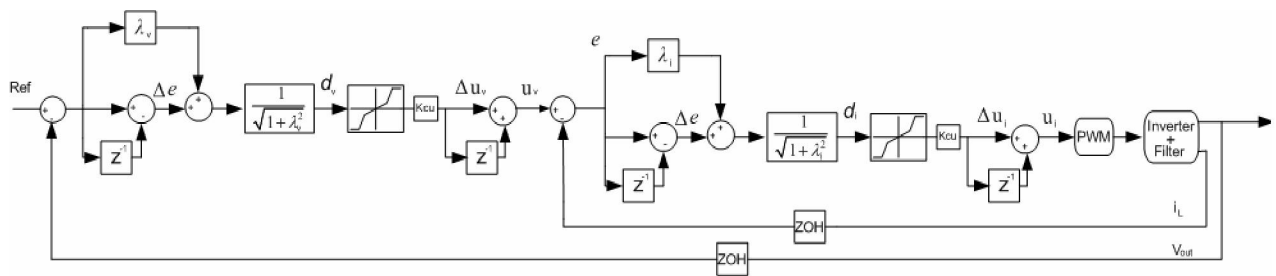 Ref
+
-
λv
+
-
Δe
z⁻¹
+
+
1
√1+λv²
dv
Kcu
Δuv
z⁻¹
+
+
uv
+
-
e
λi
+
-
Δe
z⁻¹
+
+
1
√1+λi²
di
Kcu
Δui
z⁻¹
+
+
ui
PWM
Inverter
+
Filter
iL
ZOH
Vout
ZOH